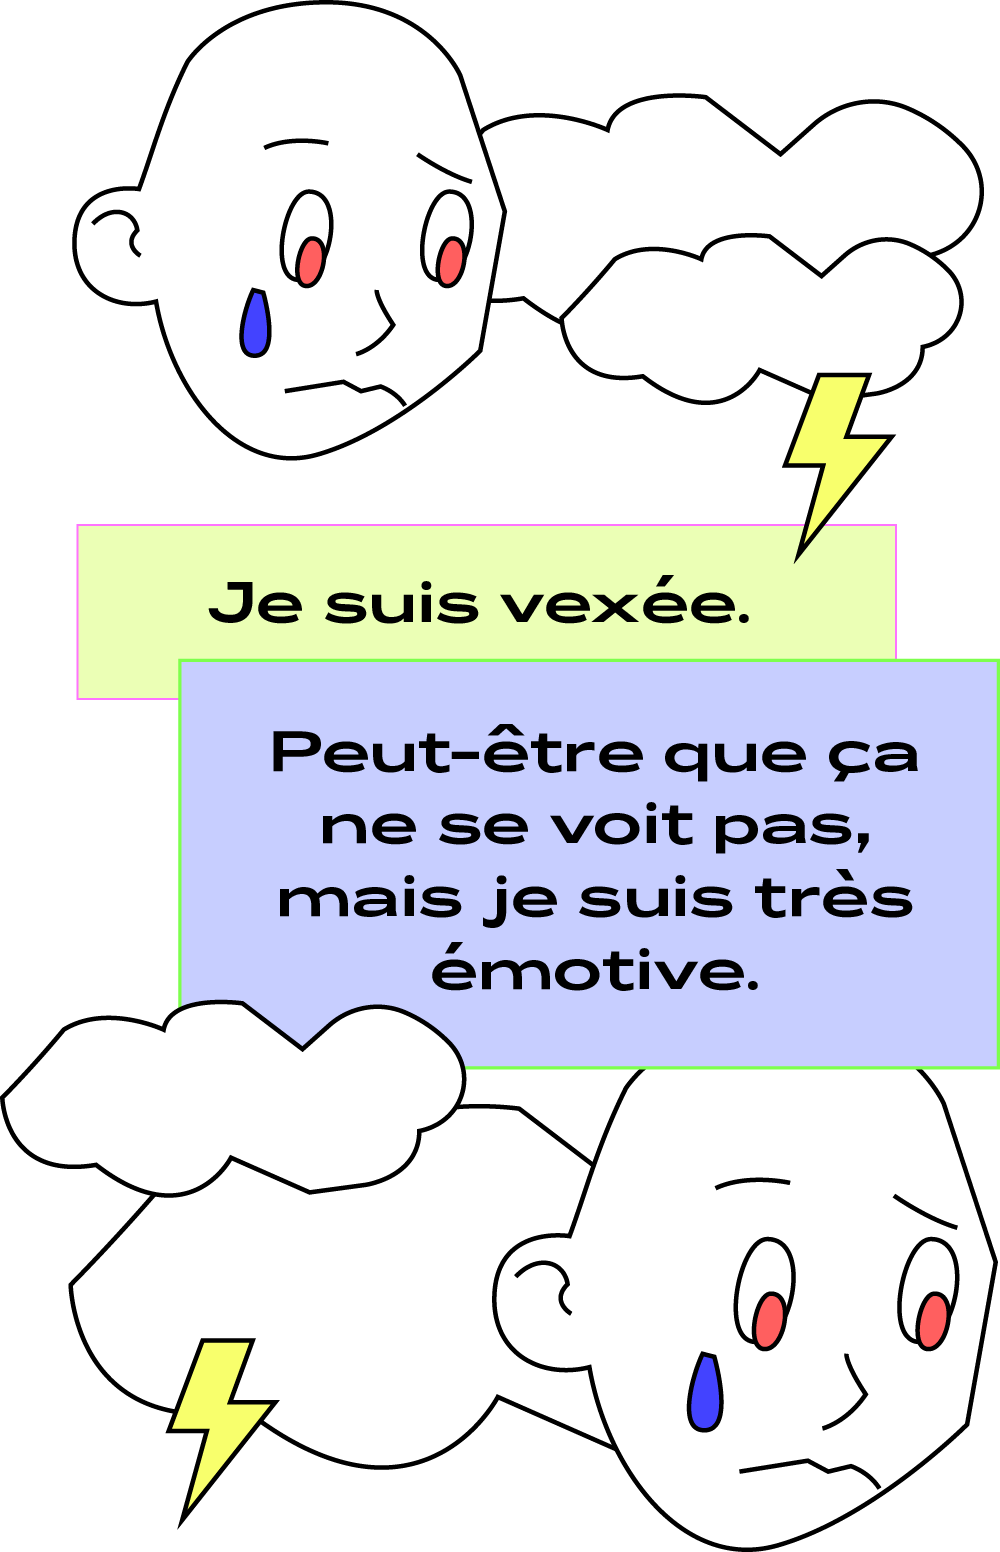 Je suis vexée.
Peut-être que ça
ne se voit pas,
mais je suis très
émotive.